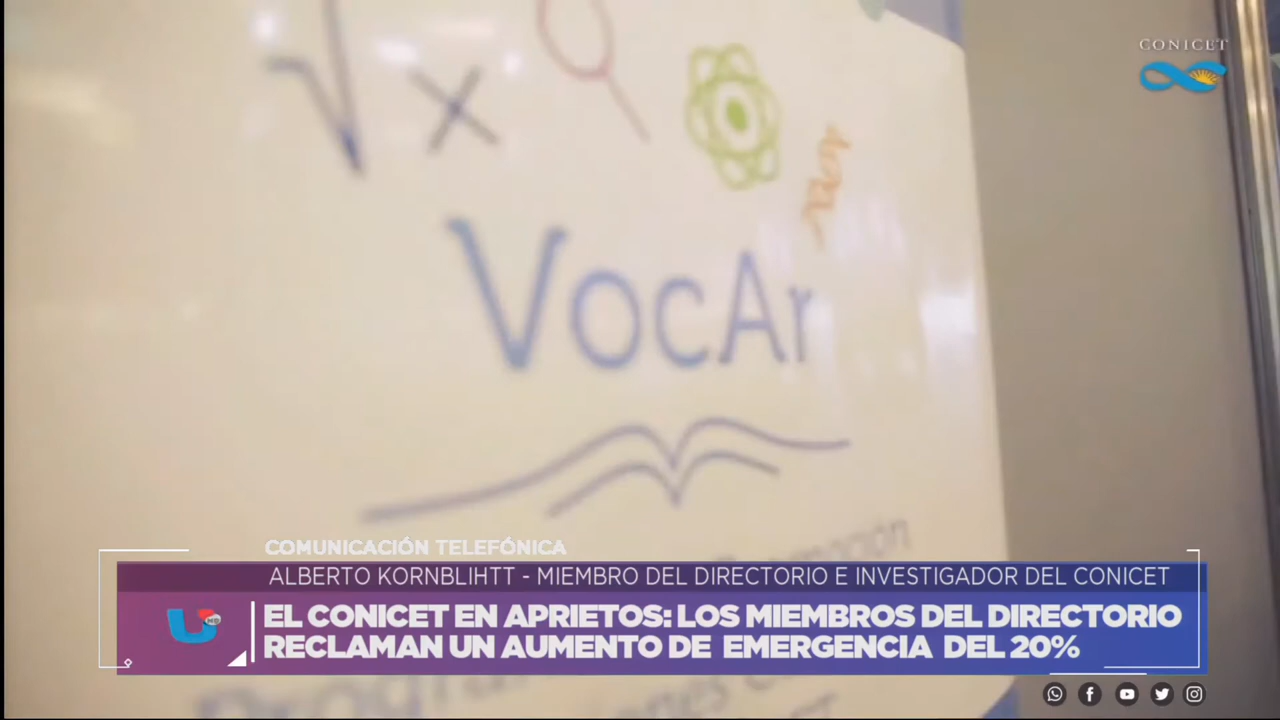 CONICET
VocAr
COMUNICACIÓN TELEFÓNICA
ALBERTO KORNBLIHTT - MIEMBRO DEL DIRECTORIO E INVESTIGADOR DEL CONICET
EL CONICET EN APRIETOS: LOS MIEMBROS DEL DIRECTORIO
RECLAMAN UN AUMENTO DE EMERGENCIA DEL 20%